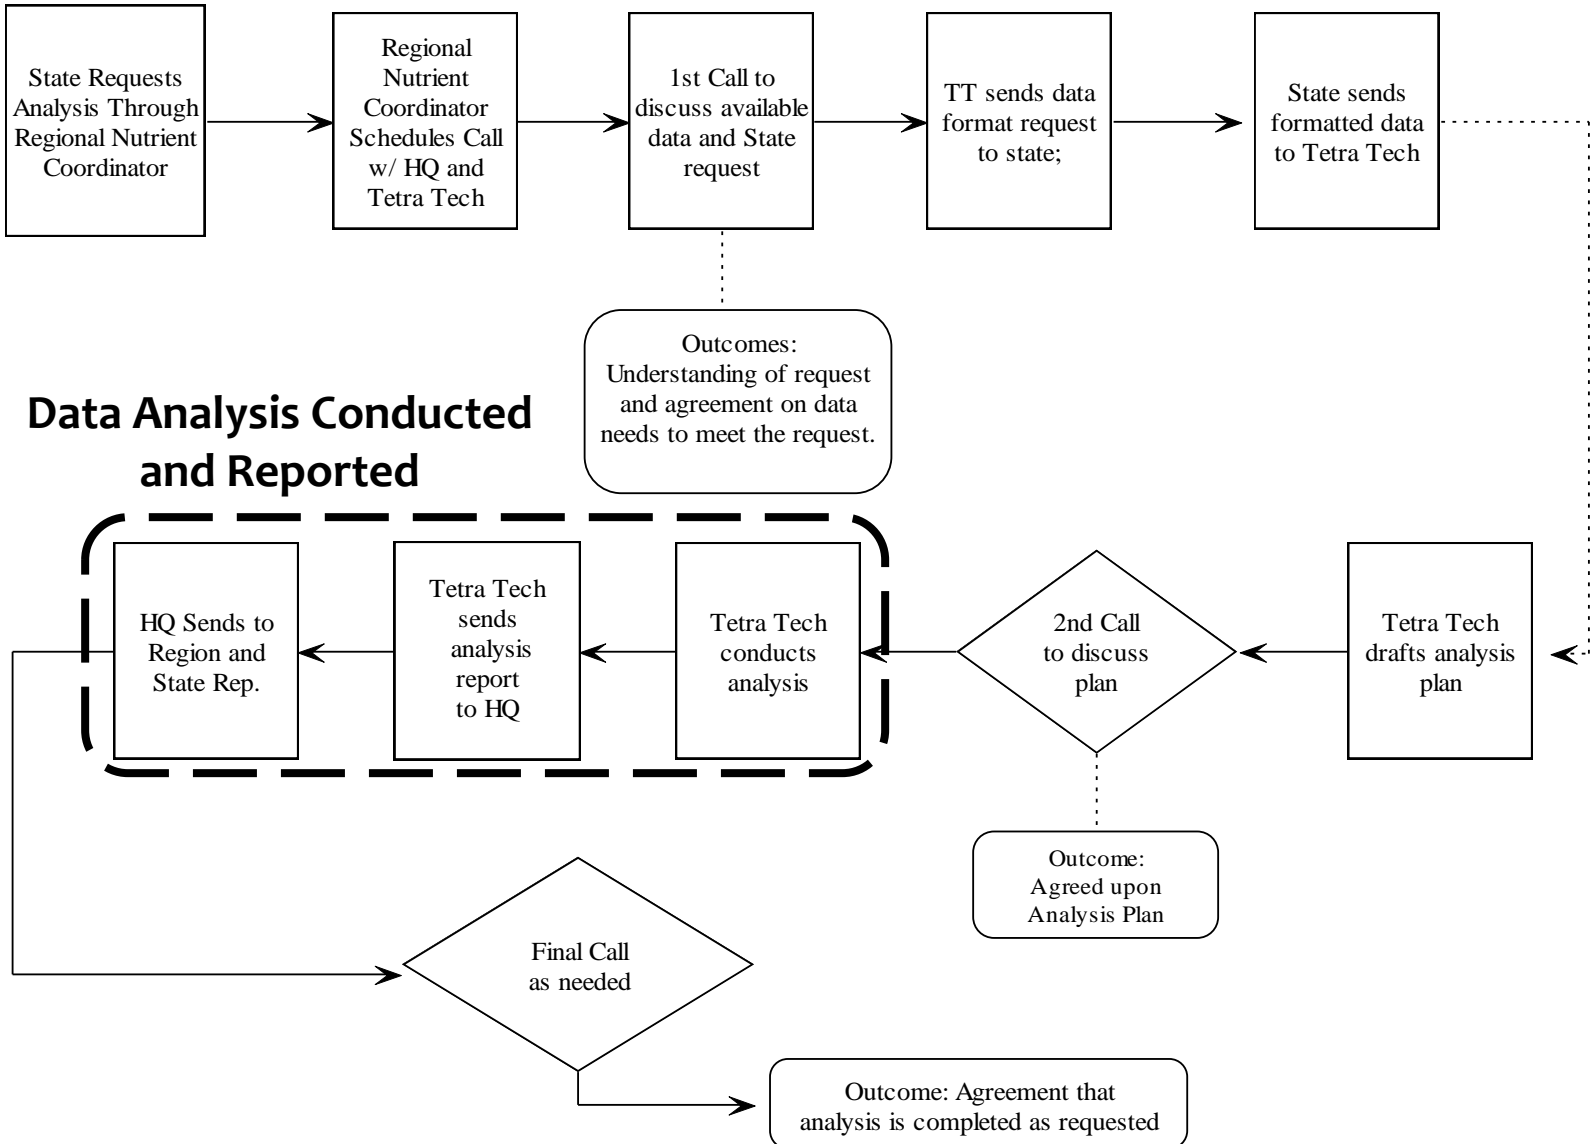 State Requests
Analysis Through
Regional Nutrient
Coordinator
Regional
Nutrient
Coordinator
Schedules Call
w/ HQ and
Tetra Tech
1st Call to
discuss available
data and State
request
TT sends data
format request
to state;
State sends
formatted data
to Tetra Tech
Outcomes:
Understanding of request
and agreement on data
needs to meet the request.
Data Analysis Conducted
and Reported
HQ Sends to
Region and
State Rep.
Tetra Tech
sends
analysis
report
to HQ
Tetra Tech
conducts
analysis
2nd Call
to discuss
plan
Tetra Tech
drafts analysis
plan
Outcome:
Agreed upon
Analysis Plan
Final Call
as needed
Outcome: Agreement that
analysis is completed as requested